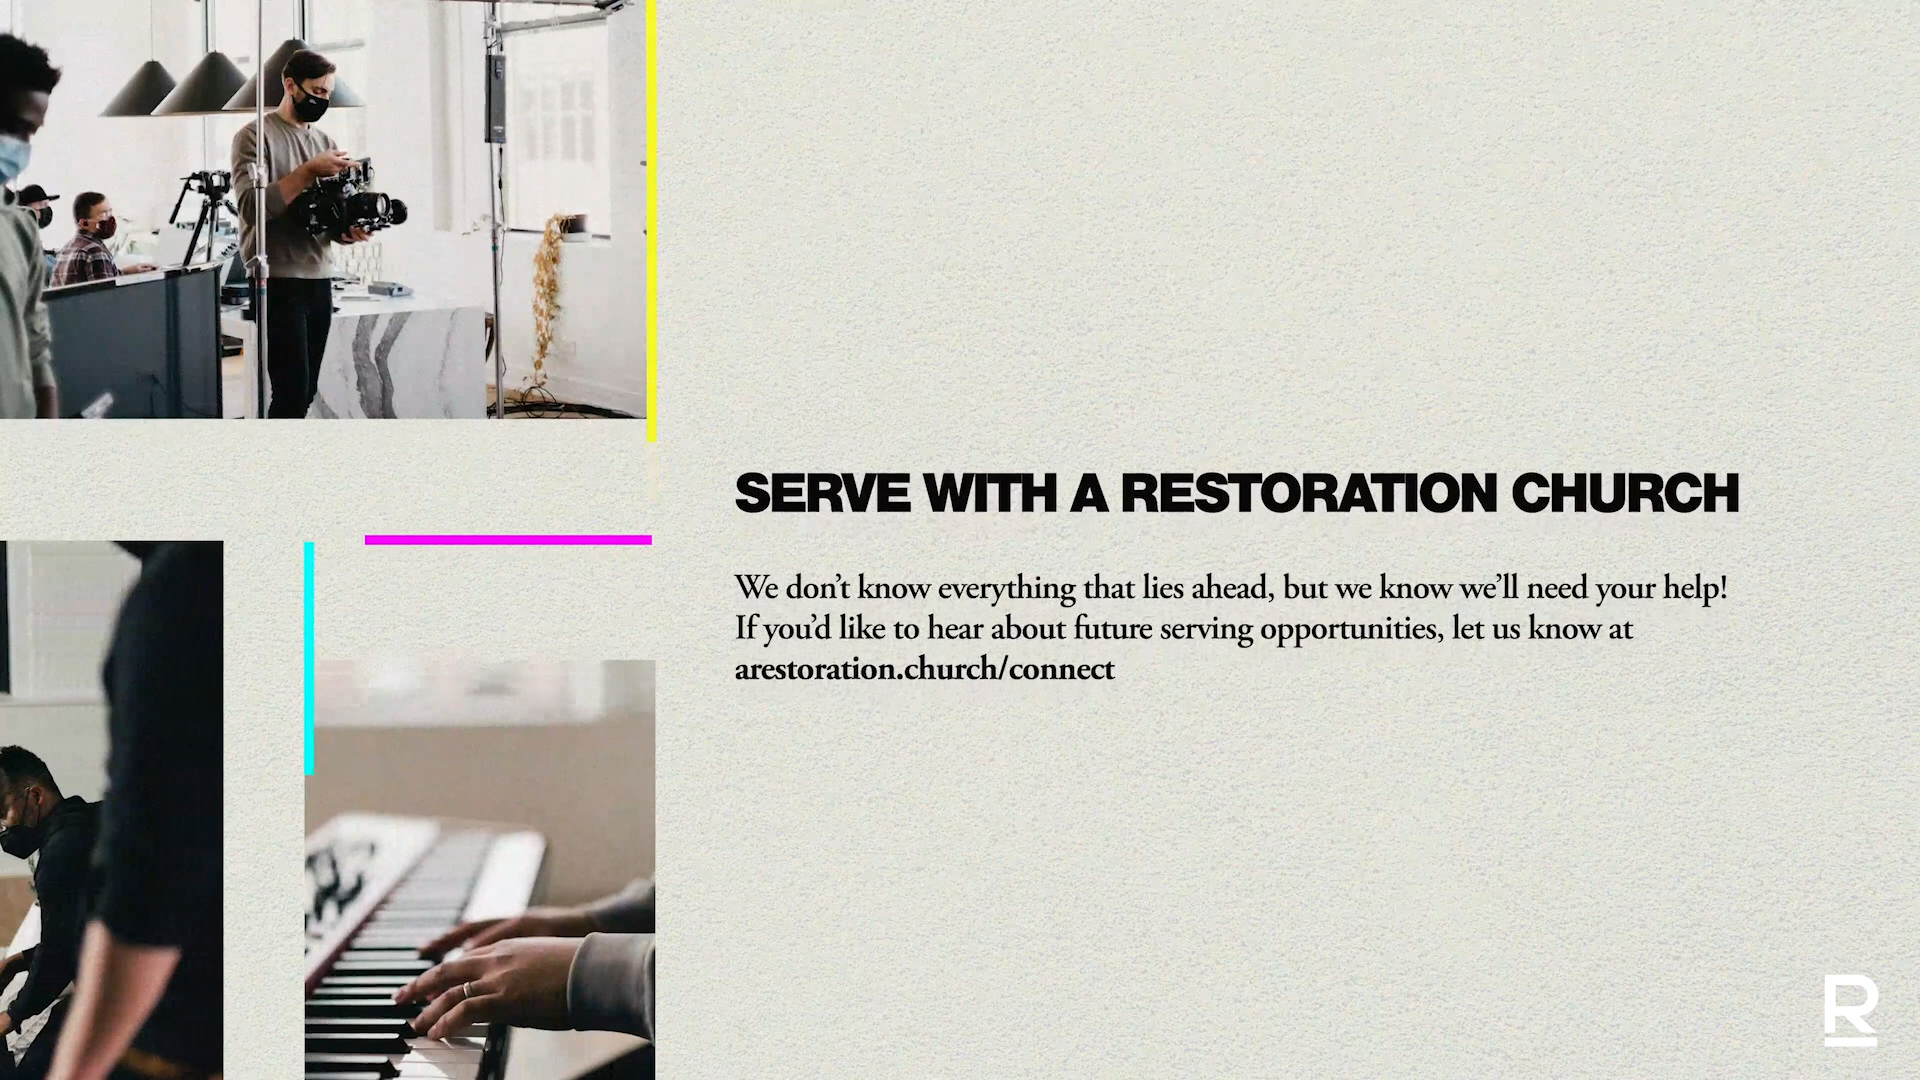 SERVE WITH A RESTORATION CHURCH
We don’t know everything that lies ahead, but we know we’ll need your help!
If you’d like to hear about future serving opportunities, let us know at
arestoration.church/connect
R